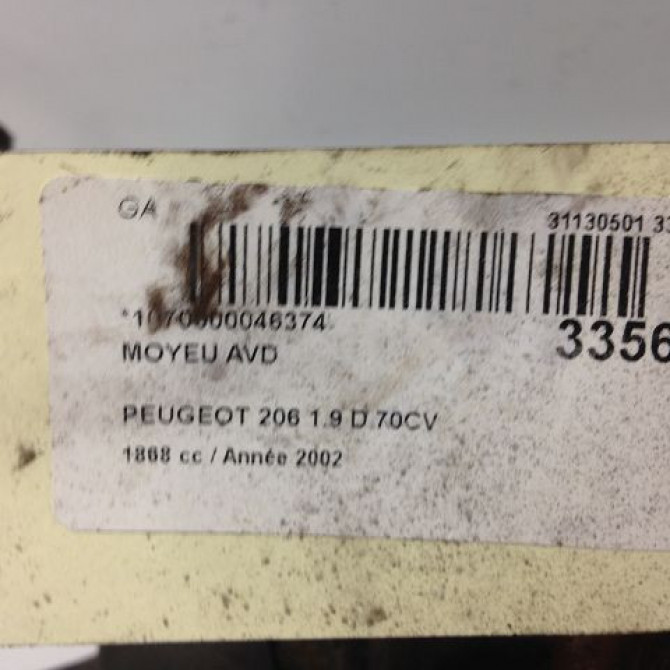 GA
31130501 33
*1070000046374
3356
MOYEU AVD
PEUGEOT 206 1.9 D.70CV
1868 cc / Année 2002